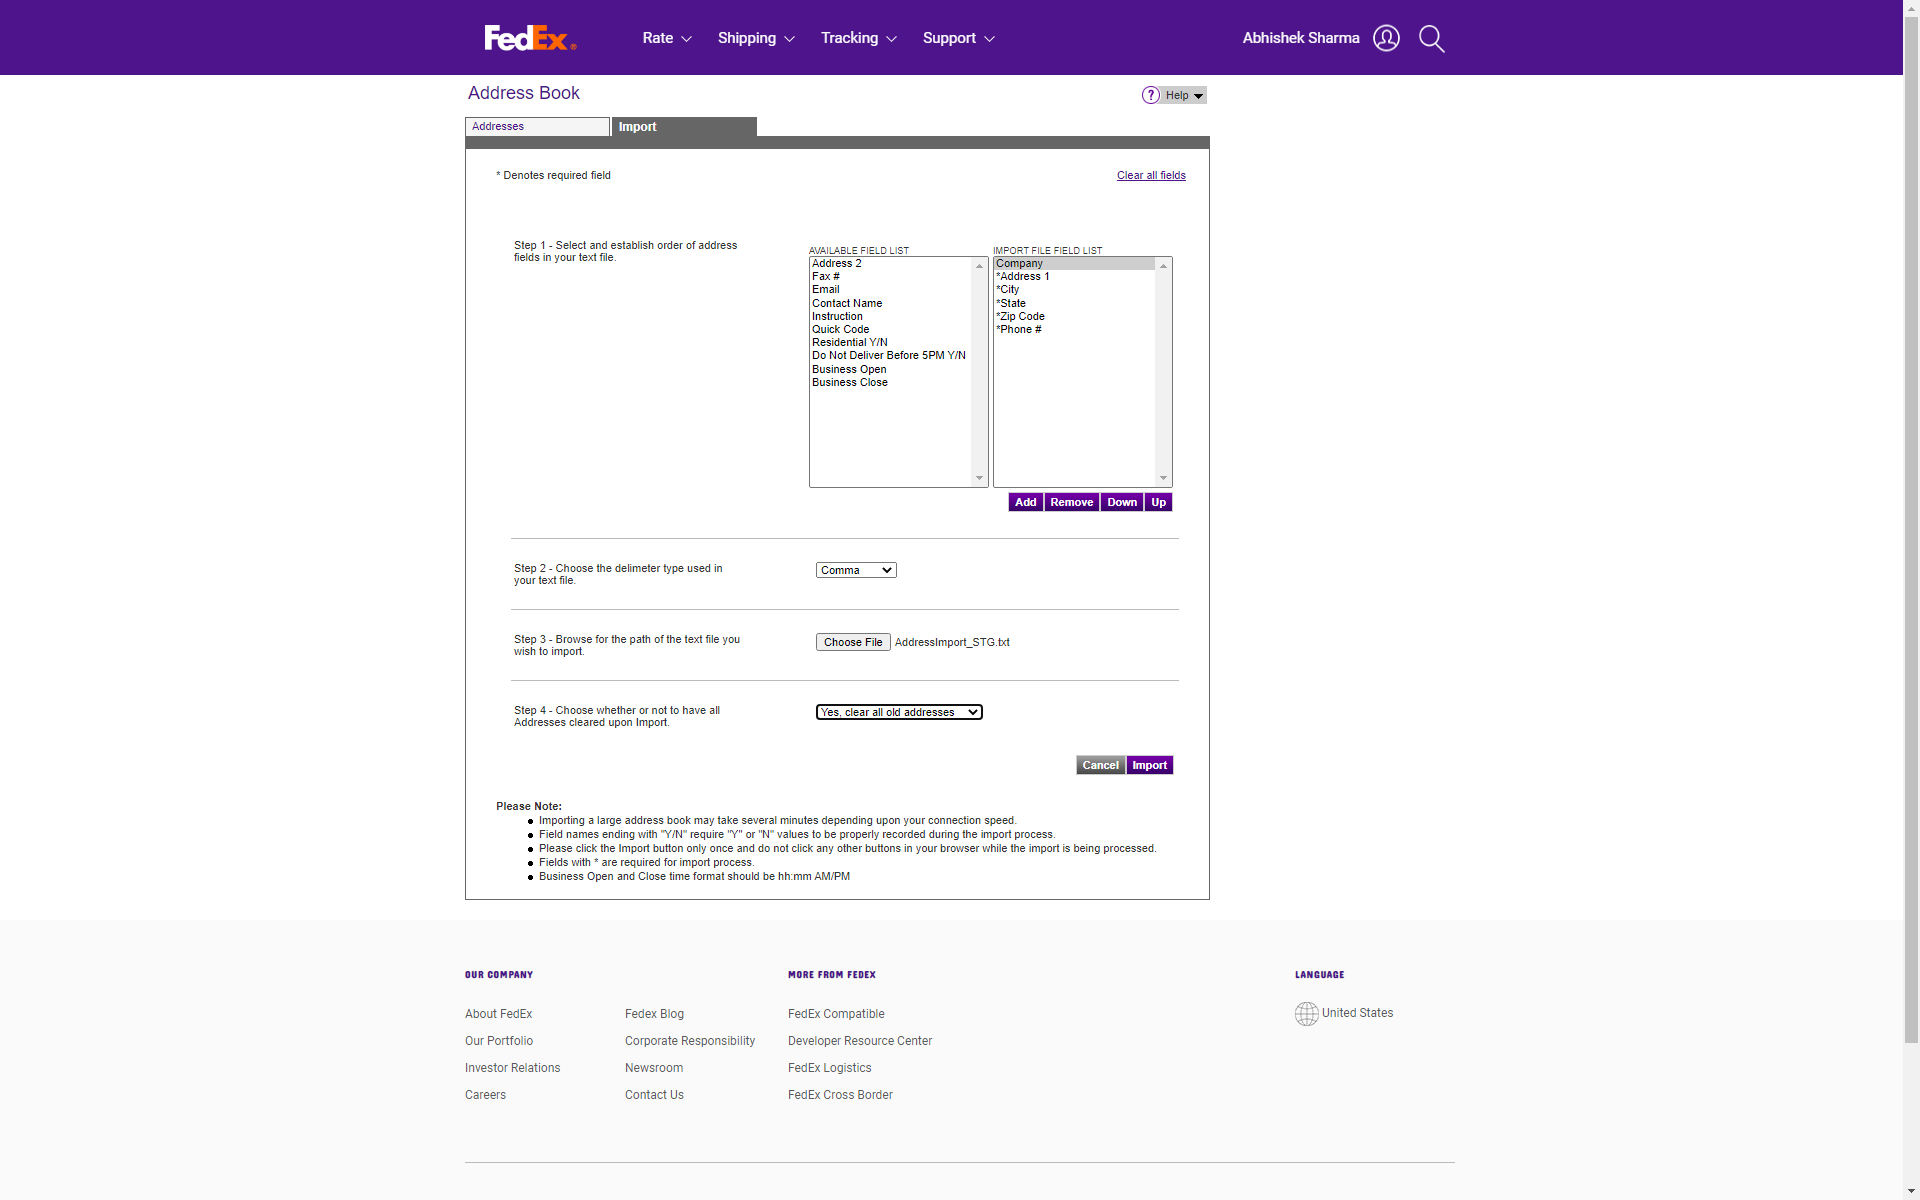 FedEx®
Rate
Shipping
Tracking
Support
Abhishek Sharma
Address Book
? Help
Addresses
Import
* Denotes required field
Clear all fields
Step 1 - Select and establish order of address
fields in your text file.
AVAILABLE FIELD LIST
Address 2
Fax #
Email
Contact Name
Instruction
Quick Code
Residential Y/N
Do Not Deliver Before 5PM Y/N
Business Open
Business Close
IMPORT FILE FIELD LIST
Company
*Address 1
*City
*State
*Zip Code
*Phone #
Add
Remove
Down
Up
Step 2 - Choose the delimeter type used in
your text file.
Comma
Step 3 - Browse for the path of the text file you
wish to import.
Choose File
AddressImport_STG.txt
Step 4 - Choose whether or not to have all
Addresses cleared upon Import.
Yes, clear all old addresses
Cancel
Import
Please Note:
Importing a large address book may take several minutes depending upon your connection speed.
Field names ending with "Y/N" require "Y" or "N" values to be properly recorded during the import process.
Please click the Import button only once and do not click any other buttons in your browser while the import is being processed.
Fields with * are required for import process.
Business Open and Close time format should be hh:mm AM/PM
OUR COMPANY
About FedEx
Our Portfolio
Investor Relations
Careers
Fedex Blog
Corporate Responsibility
Newsroom
Contact Us
MORE FROM FEDEX
FedEx Compatible
Developer Resource Center
FedEx Logistics
FedEx Cross Border
LANGUAGE
United States